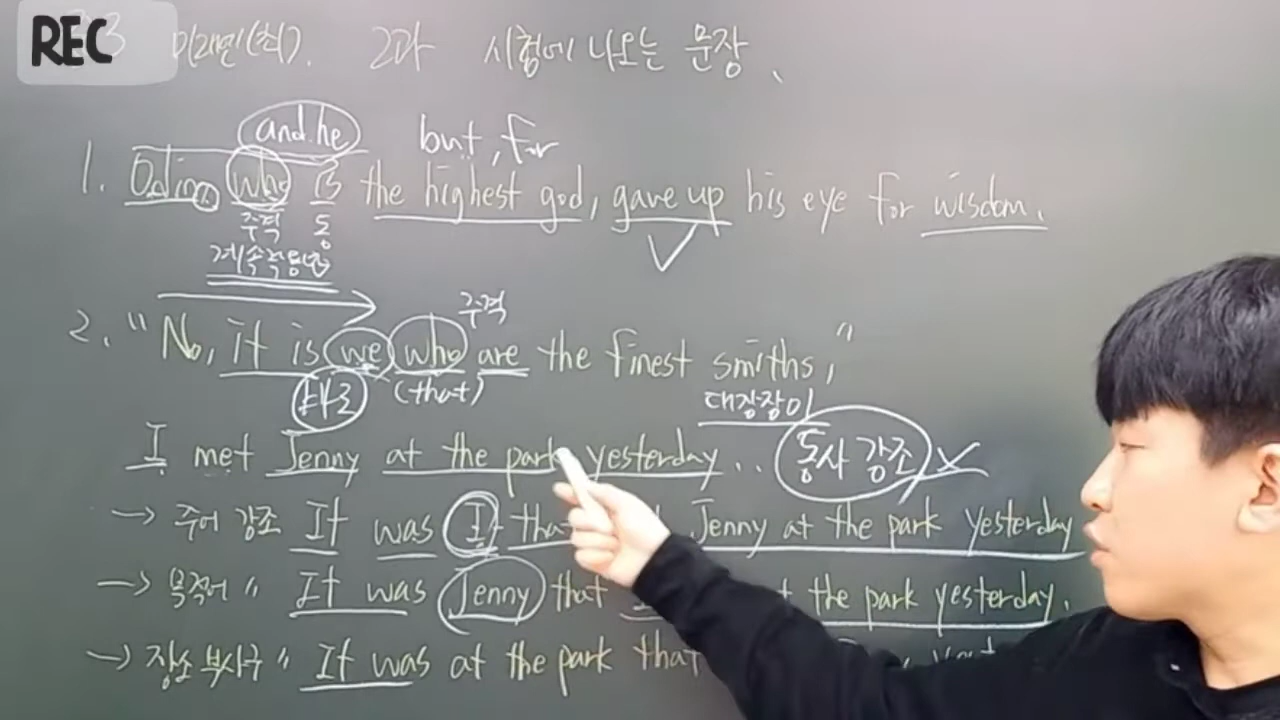 REC
3 미래엔(최). 2과 시험에 나오는 문장.
and he but, for
1. Odin, who is the highest god, gave up his eye for wisdom.
주격 동
계속적용법
주격
2. "No, it is we who are the finest smiths,"
(that) 대장장이
I met Jenny at the park yesterday.. 동사 강조 X
→ 주어 강조 It was I that Jenny at the park yesterday
→ 목적어 〃 It was Jenny that at the park yesterday.
→ 장소 부사구 〃 It was at the park that